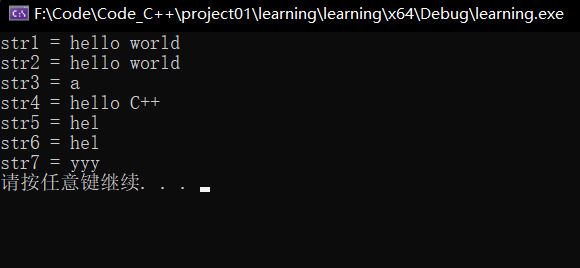 F:\Code\Code_C++\project01\learning\learning\x64\Debug\learning.exe
str1 = hello world
str2 = hello world
str3 = a
str4 = hello C++
str5 = hel
str6 = hel
str7 = yyy
请按任意键继续. . .